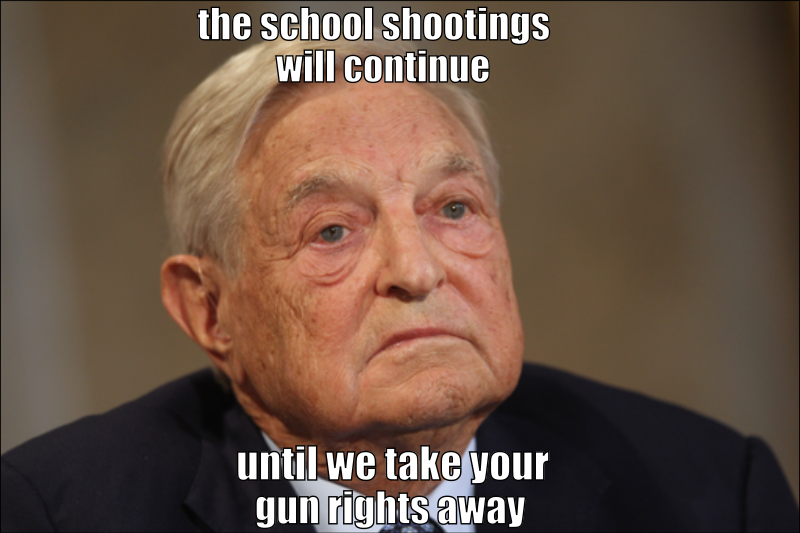 the school shootings
will continue
until we take your
gun rights away